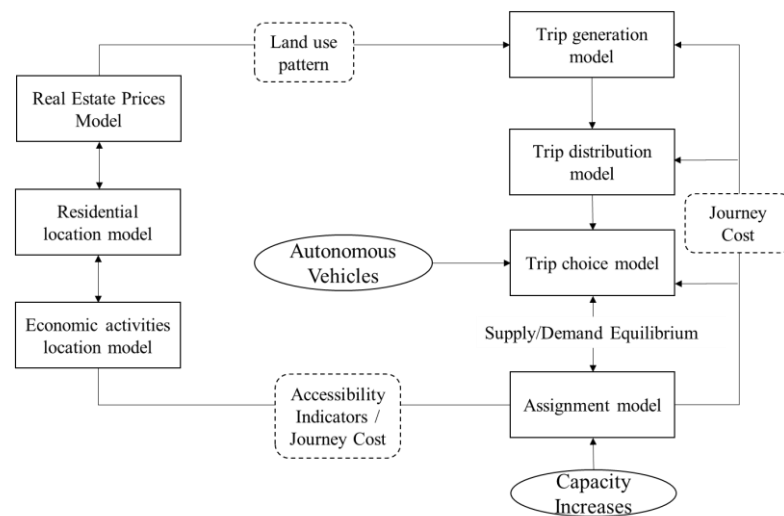 Land use
pattern
Trip generation
model
Real Estate Prices
Model
Trip distribution
model
Residential
location model
Journey
Cost
Autonomous
Vehicles
Trip choice model
Economic activities
location model
Supply/Demand Equilibrium
Accessibility
Indicators /
Journey Cost
Assignment model
Capacity
Increases